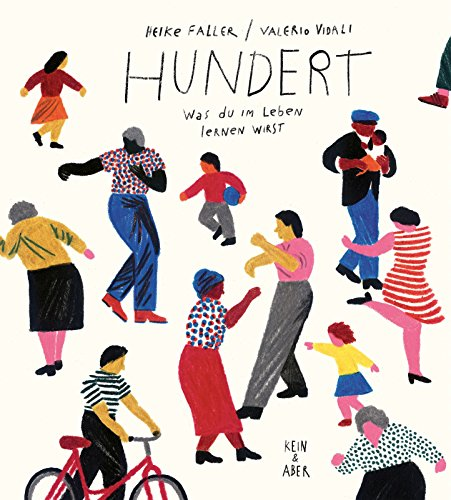 HEIKE FALLER / VALERIO VIDALI
HUNDERT
WAS DU IM LEBEN
LERNEN WIRST
KEIN
&
ABER